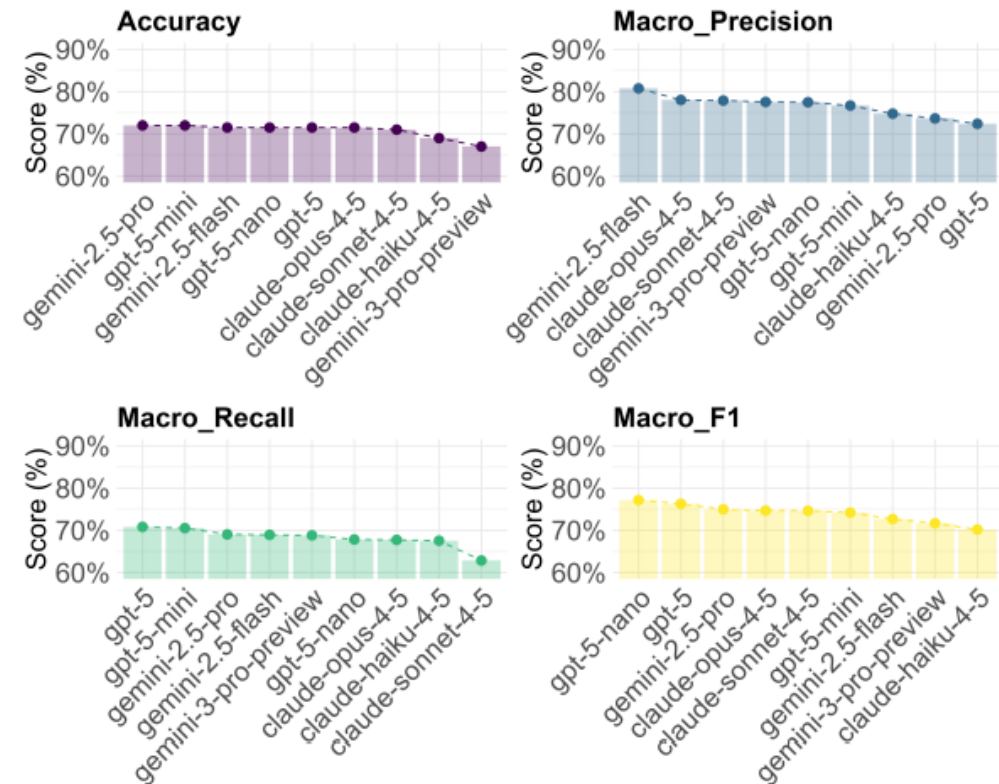 Accuracy
Score (%)
90%
80%
70%
60%
gemini-2.5-pro
gpt-5-mini
gemini-2.5-flash
gpt-5-nano
gpt-5
claude-opus-4-5
claude-sonnet-4-5
claude-haiku-4-5
gemini-3-pro-preview
Macro_Precision
Score (%)
90%
80%
70%
60%
gemini-2.5-flash
claude-opus-4-5
claude-sonnet-4-5
gemini-3-pro-preview
gpt-5-nano
gpt-5-mini
claude-haiku-4-5
gemini-2.5-pro
gpt-5
Macro_Recall
Score (%)
90%
80%
70%
60%
gpt-5
gpt-5-mini
gemini-2.5-pro
gemini-2.5-flash
gemini-3-pro-preview
gpt-5-nano
claude-opus-4-5
claude-haiku-4-5
claude-sonnet-4-5
Macro_F1
Score (%)
90%
80%
70%
60%
gpt-5-nano
gpt-5
gemini-2.5-pro
claude-opus-4-5
claude-sonnet-4-5
gpt-5-mini
gemini-2.5-flash
gemini-3-pro-preview
claude-haiku-4-5